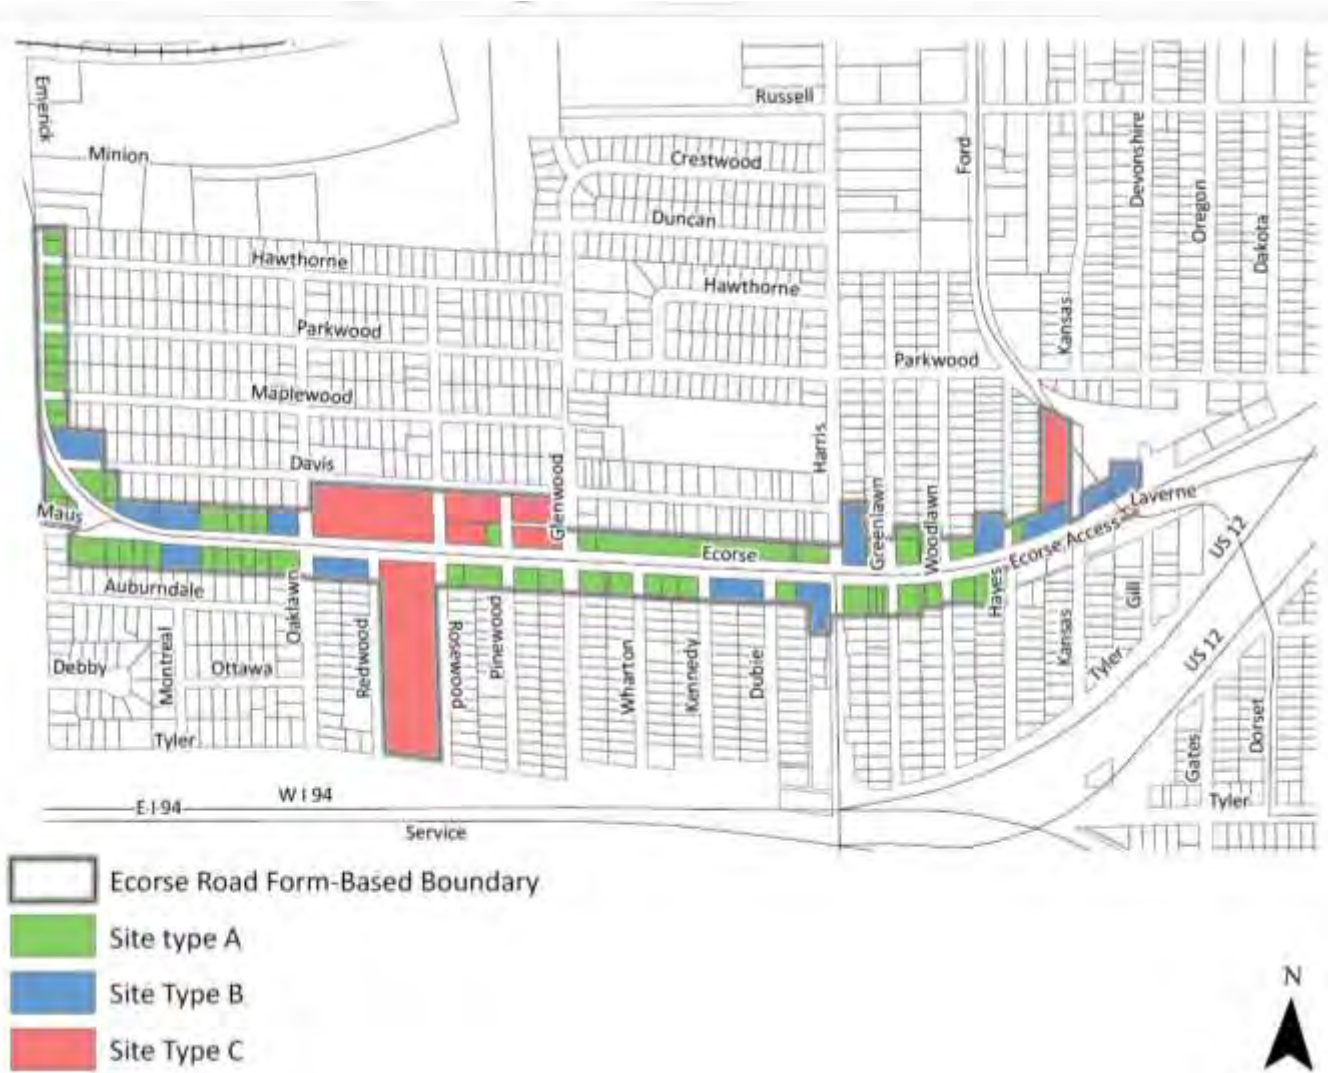 Emerick
Minion
Russell
Crestwood
Ford
Devonshire
Duncan
Oregon
Dakota
Hawthorne
Hawthorne
Parkwood
Kansas
Parkwood
Maplewood
Davis
Harris
Glenwood
Maus
Greenlawn
Woodlawn
Laverne
Ecorse
Ecorse Access
US 12
Auburndale
Oaklawn
Hayes
Gill
Redwood
Rosewood
Pinewood
Wharton
Kennedy
Dubie
Kansas
Tyler
US 12
Debby
Montreal
Ottawa
Tyler
Gates
Dorset
W I 94
E I 94
Tyler
Service
Ecorse Road Form-Based Boundary
Site type A
Site Type B
Site Type C
N